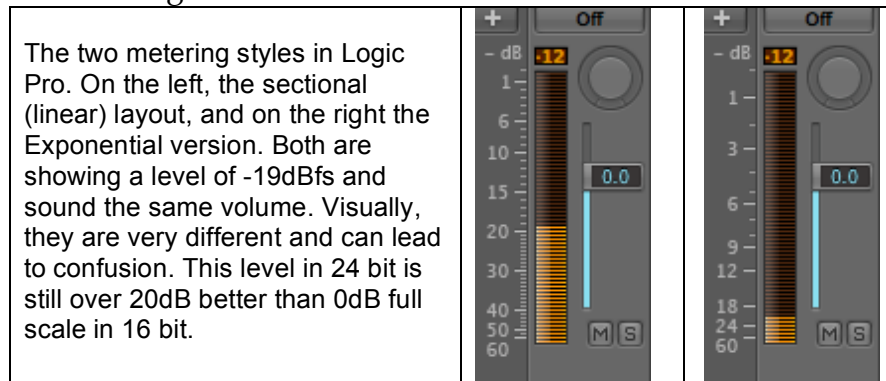 The two metering styles in Logic
Pro. On the left, the sectional
(linear) layout, and on the right the
Exponential version. Both are
showing a level of -19dBfs and
sound the same volume. Visually,
they are very different and can lead
to confusion. This level in 24 bit is
still over 20dB better than 0dB full
scale in 16 bit.
+ Off
- dB -12
1
6
10
0.0
15
20
30
40
50 M S
60
+ Off
- dB -12
1
3
0.0
6
9
12
18
24 M S
60